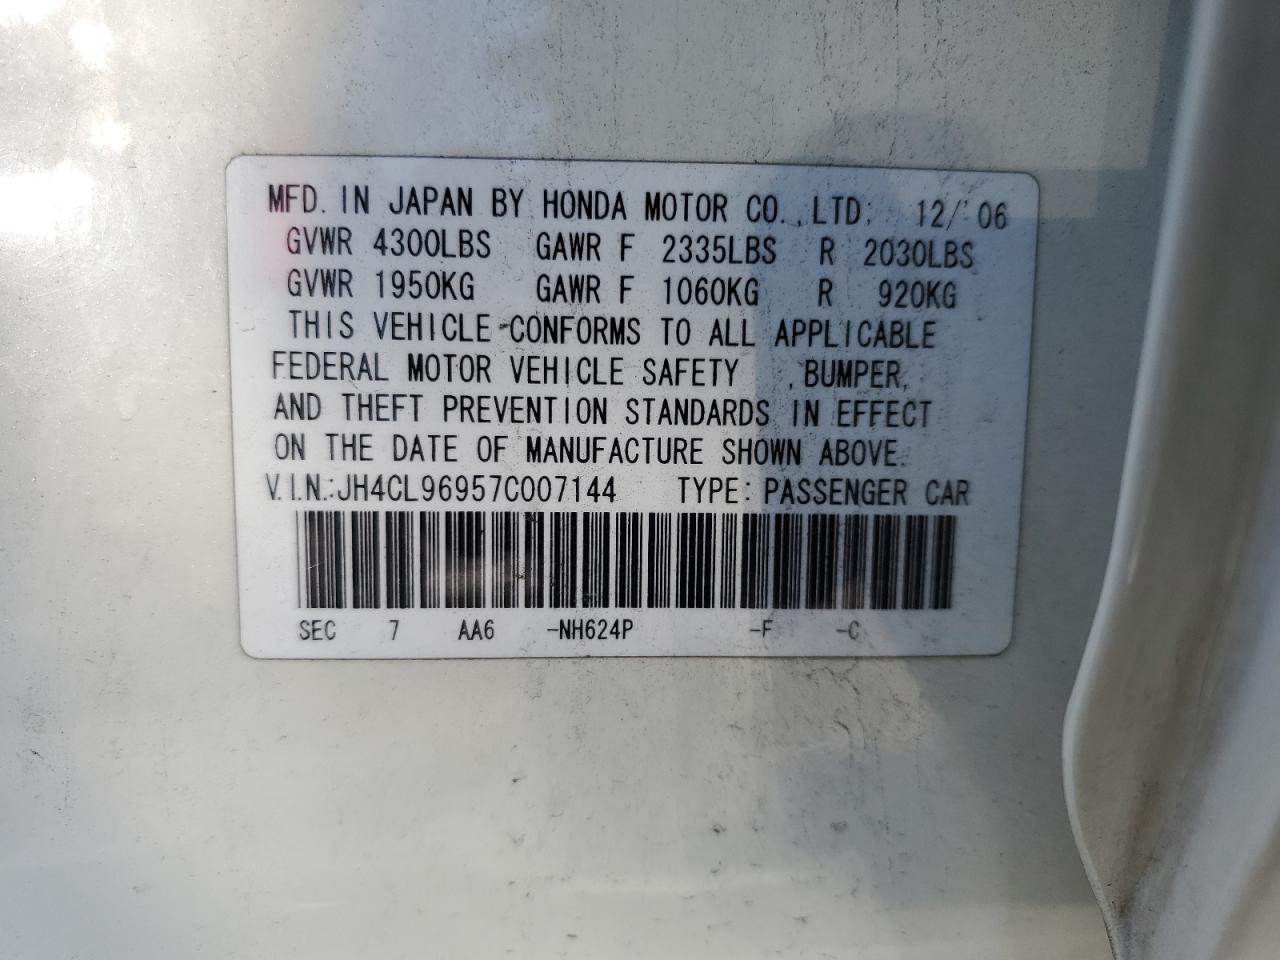 MFD. IN JAPAN BY HONDA MOTOR CO., LTD. 12/'06
GVWR 4300LBS GAWR F 2335LBS R 2030LBS
GVWR 1950KG GAWR F 1060KG R 920KG
THIS VEHICLE CONFORMS TO ALL APPLICABLE
FEDERAL MOTOR VEHICLE SAFETY , BUMPER,
AND THEFT PREVENTION STANDARDS IN EFFECT
ON THE DATE OF MANUFACTURE SHOWN ABOVE.
V.I.N.:JH4CL96957C007144 TYPE: PASSENGER CAR
SEC 7 AA6 -NH624P -F -C